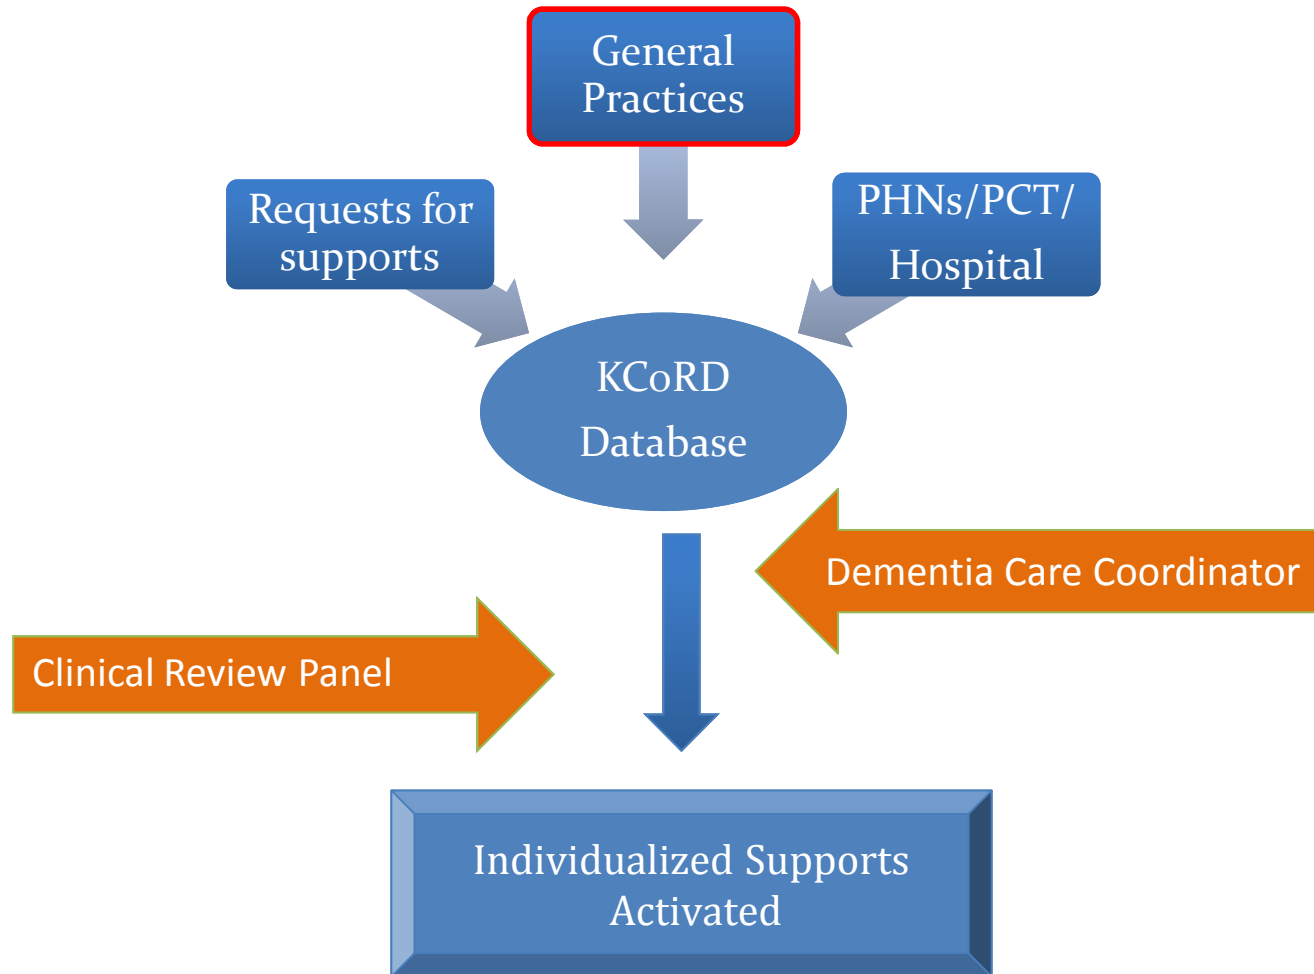 General
Practices
Requests for
supports
PHNs/PCT/
Hospital
KCoRD
Database
Dementia Care Coordinator
Clinical Review Panel
Individualized Supports
Activated